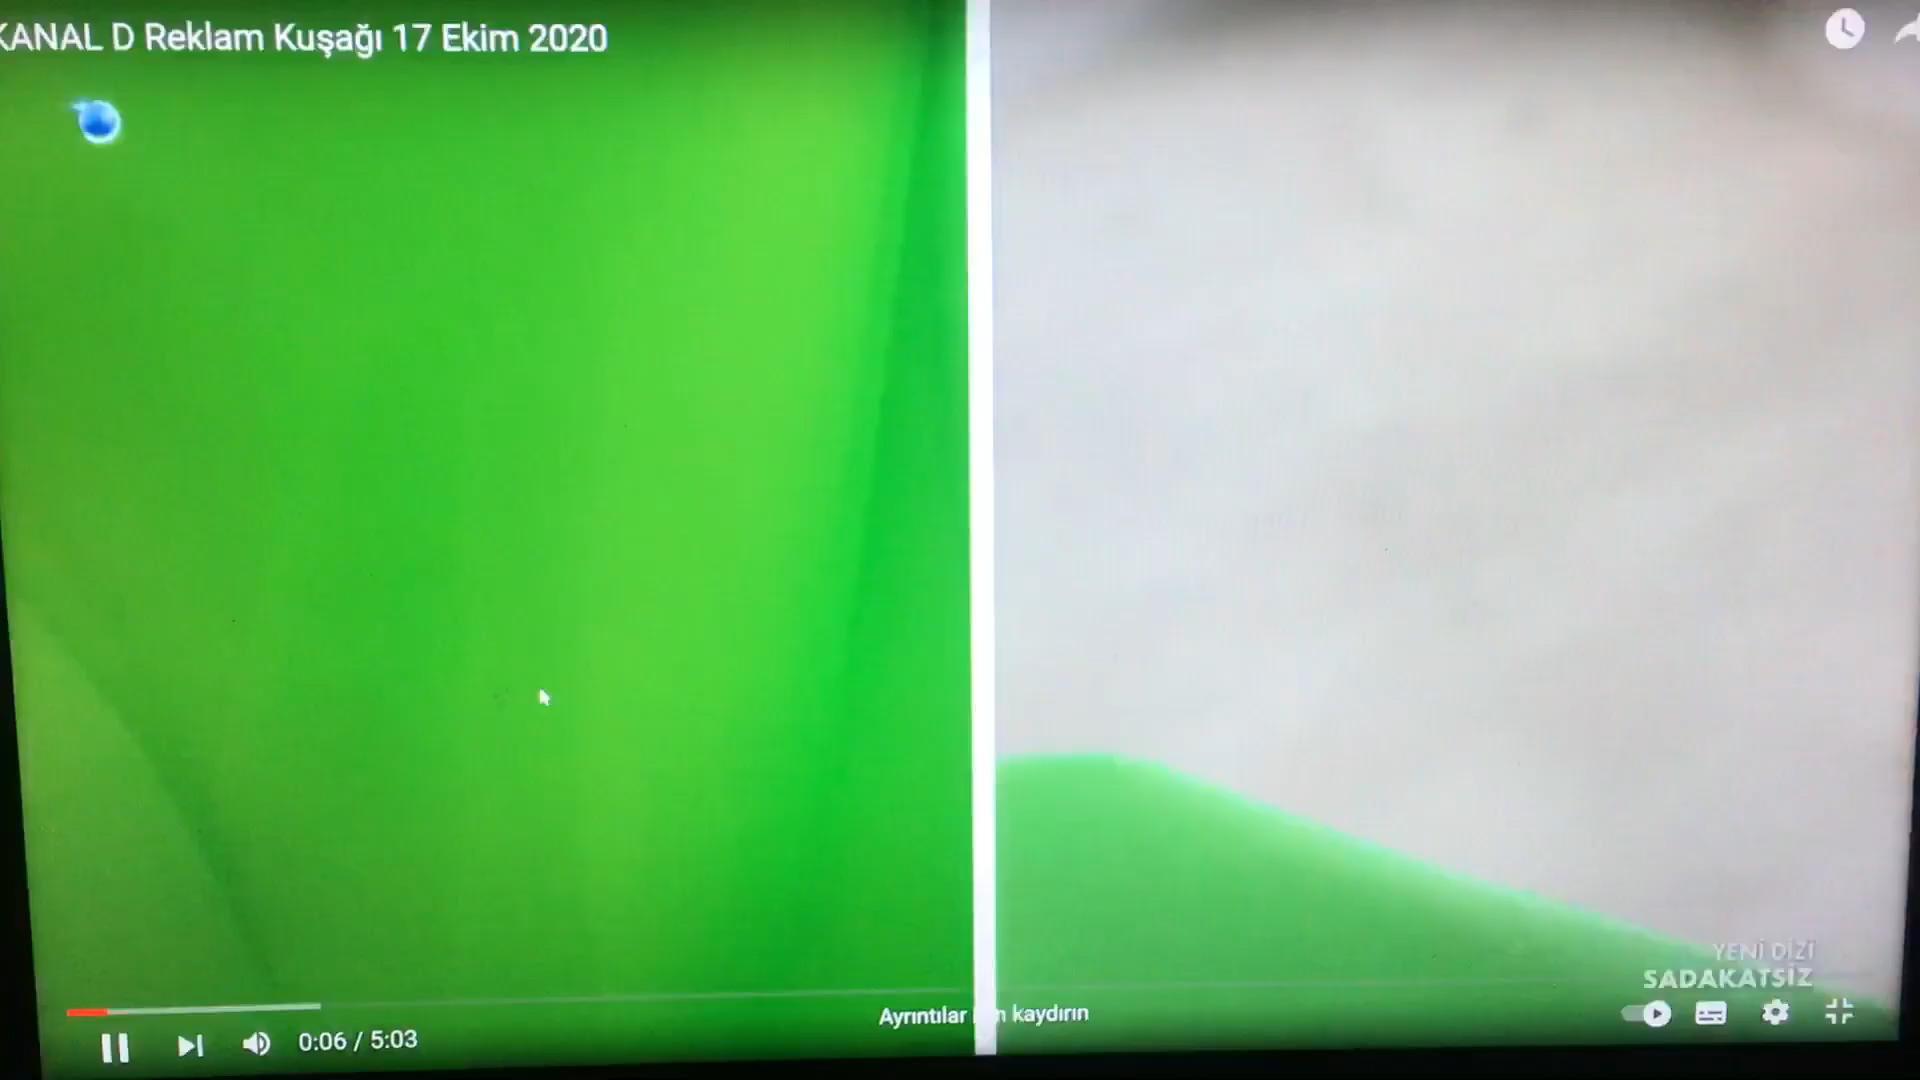 KANAL D Reklam Kuşağı 17 Ekim 2020
YENİ DİZİ
SADAKATSİZ
Ayrıntılar n kaydırın
0:06 / 5:03